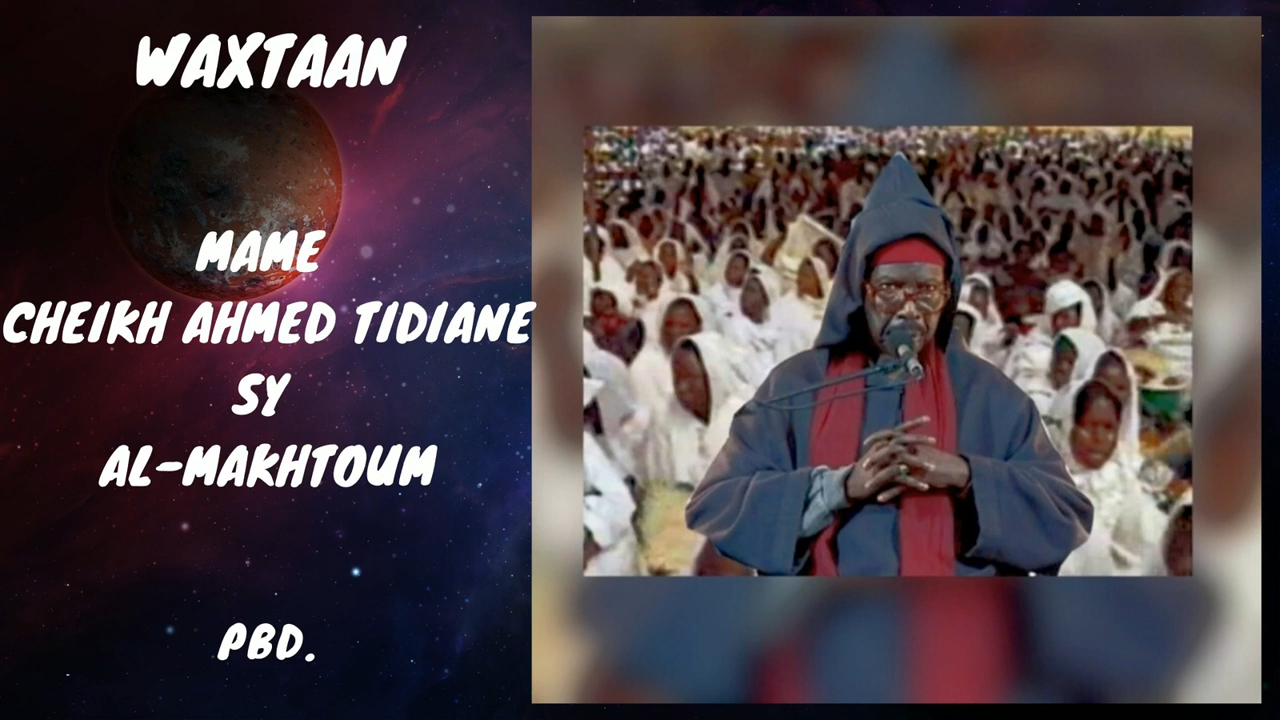 WAXTAAN
MAME
CHEIKH AHMED TIDIANE
SY
AL-MAKHTOUM
PBD.